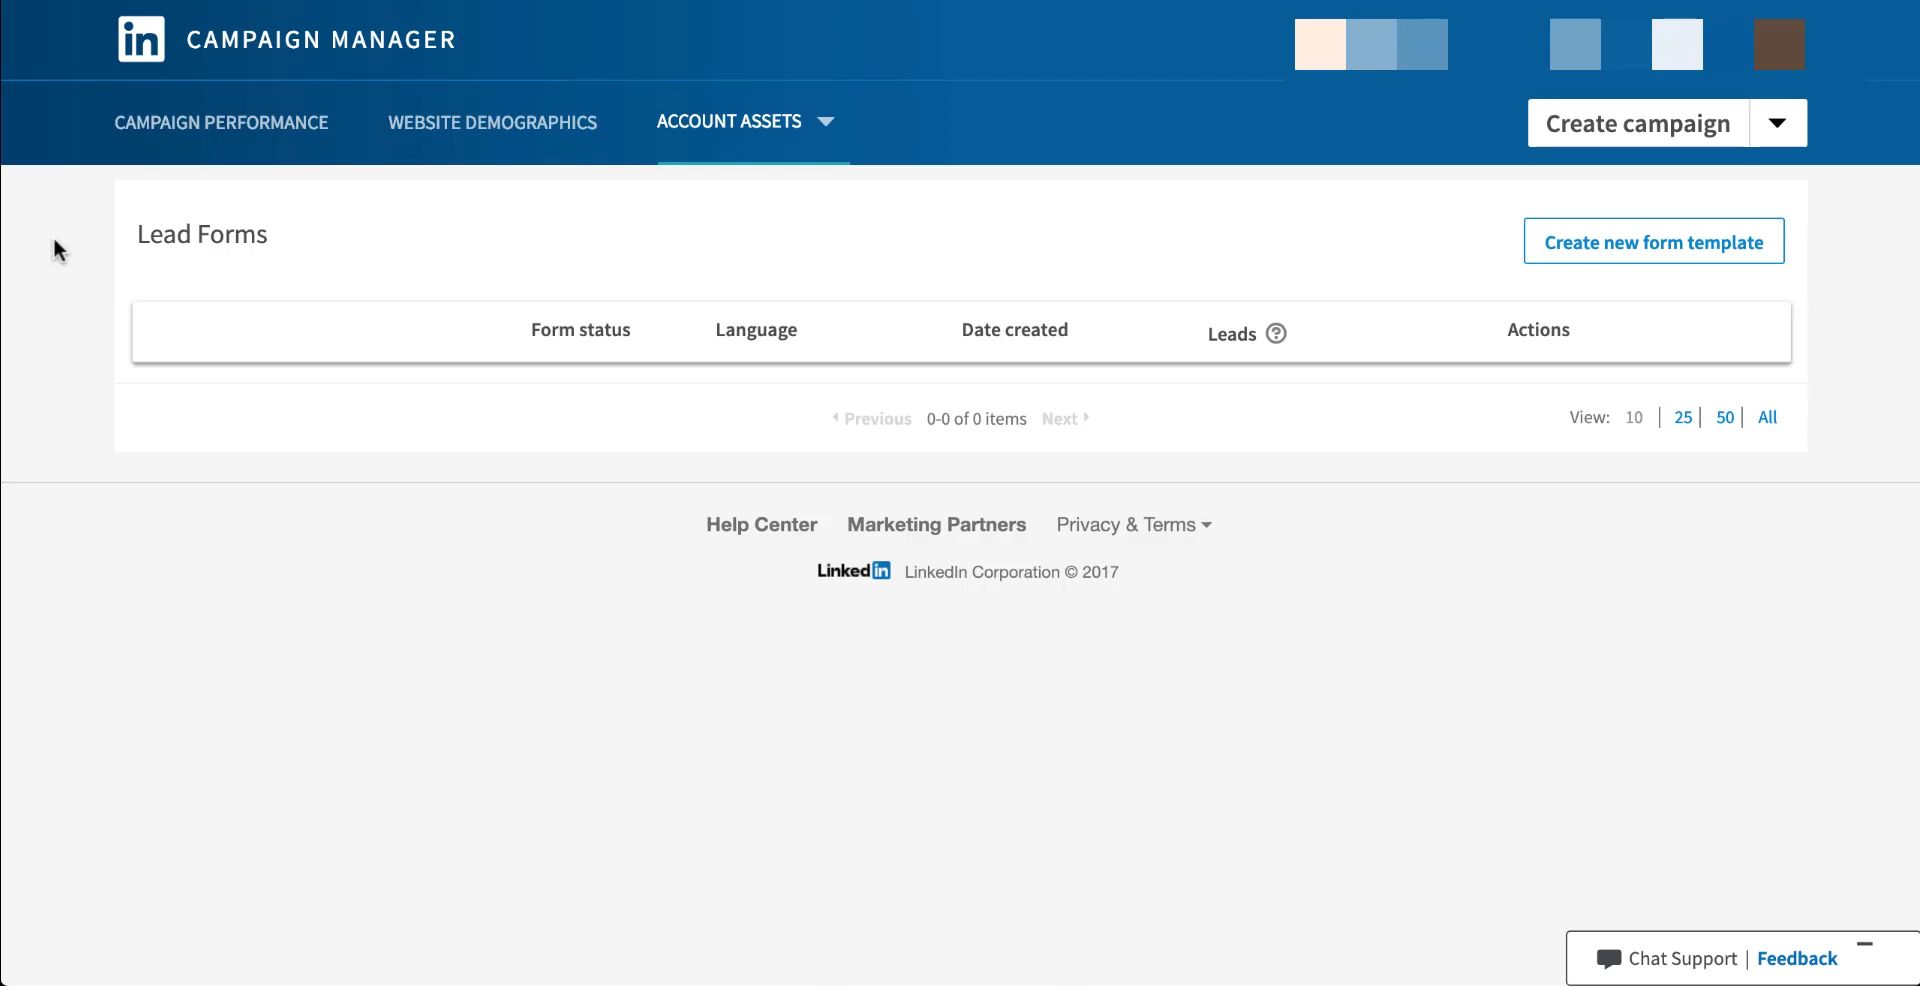 in CAMPAIGN MANAGER
CAMPAIGN PERFORMANCE WEBSITE DEMOGRAPHICS ACCOUNT ASSETS
Create campaign
Lead Forms
Create new form template
Form status Language Date created Leads ? Actions
Previous 0-0 of 0 items Next View: 10 | 25 | 50 | All
Help Center Marketing Partners Privacy & Terms
Linked in LinkedIn Corporation © 2017
Chat Support | Feedback